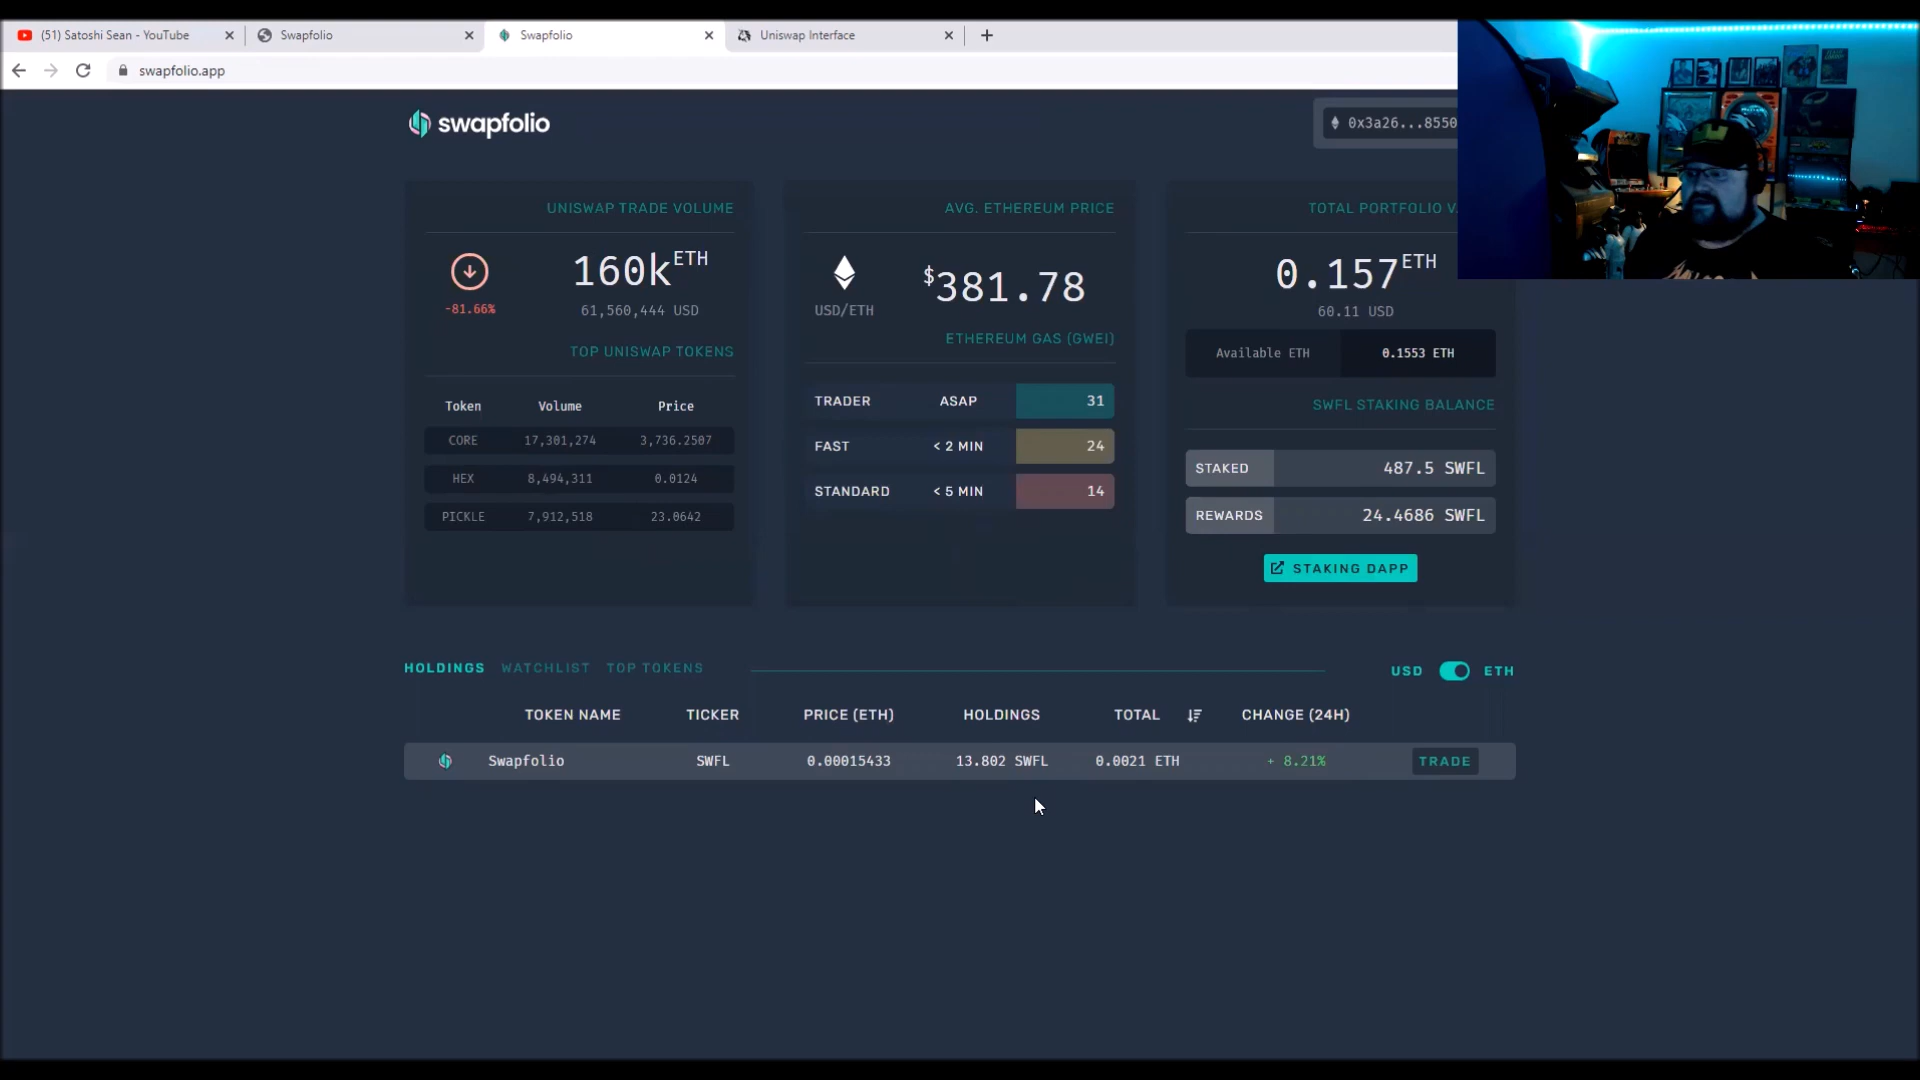 (51) Satoshi Sean - YouTube
Swapfolio
Swapfolio
Uniswap Interface
swapfolio.app
swapfolio
0x3a26...8550
UNISWAP TRADE VOLUME
160k ETH
-81.66%
61,560,444 USD
TOP UNISWAP TOKENS
Token Volume Price
CORE 17,301,274 3,736.2507
HEX 8,494,311 0.0124
PICKLE 7,912,518 23.0642
AVG. ETHEREUM PRICE
$381.78
USD/ETH
ETHEREUM GAS (GWEI)
TRADER ASAP 31
FAST < 2 MIN 24
STANDARD < 5 MIN 14
TOTAL PORTFOLIO V
0.157 ETH
60.11 USD
Available ETH 0.1553 ETH
SWFL STAKING BALANCE
STAKED 487.5 SWFL
REWARDS 24.4686 SWFL
STAKING DAPP
HOLDINGS WATCHLIST TOP TOKENS
USD ETH
TOKEN NAME TICKER PRICE (ETH) HOLDINGS TOTAL CHANGE (24H)
Swapfolio SWFL 0.00015433 13.802 SWFL 0.0021 ETH + 8.21% TRADE